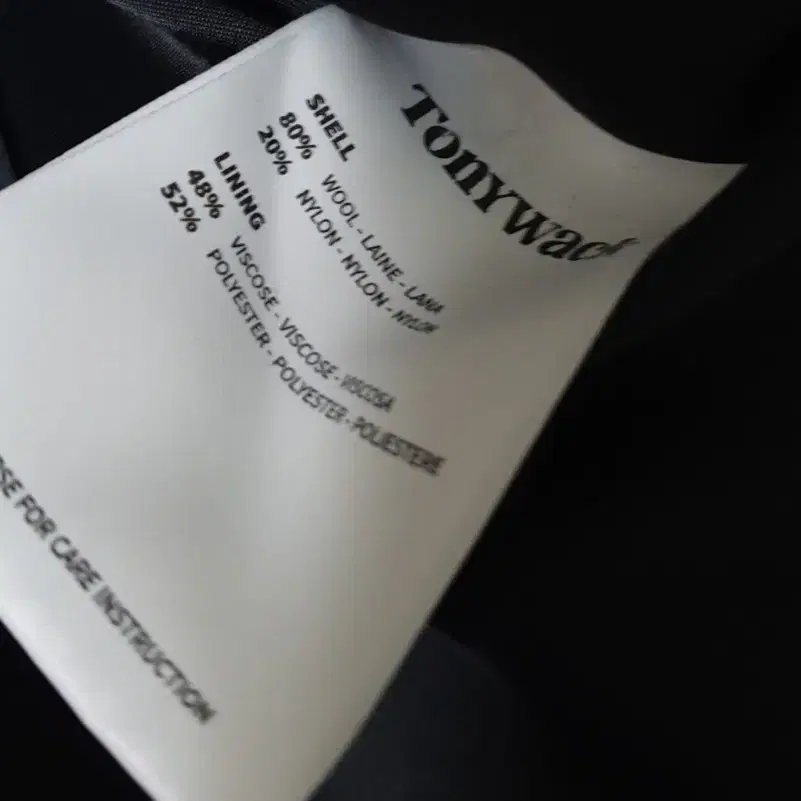 Tonywack
SHELL
80% WOOL - LAINE - LANA
20% NYLON - NYLON - NYLON
LINING
48% VISCOSE - VISCOSE - VISCOSA
52% POLYESTER - POLYESTER - POLIESTERE
FOR CARE INSTRUCTION